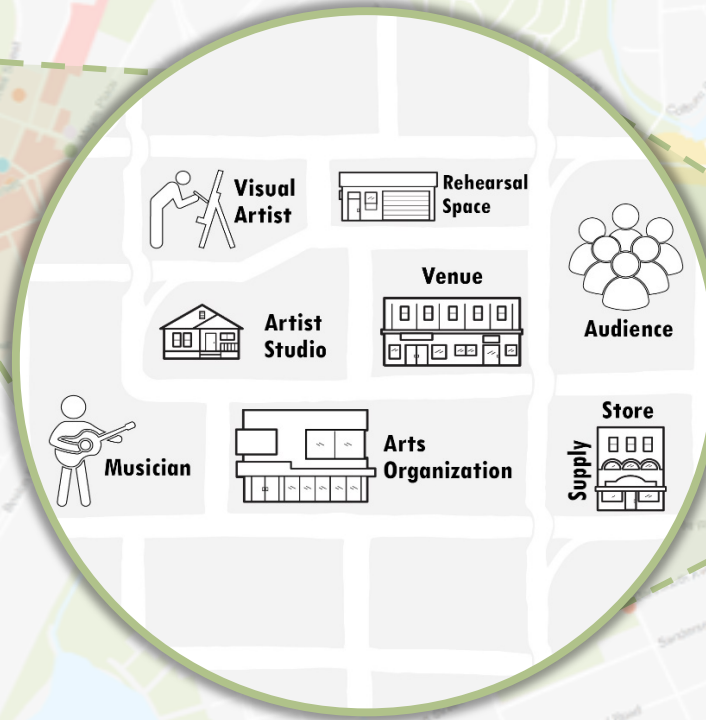 Visual
Artist
Rehearsal
Space
Venue
Audience
Artist
Studio
Store
Supply
Musician
Arts
Organization